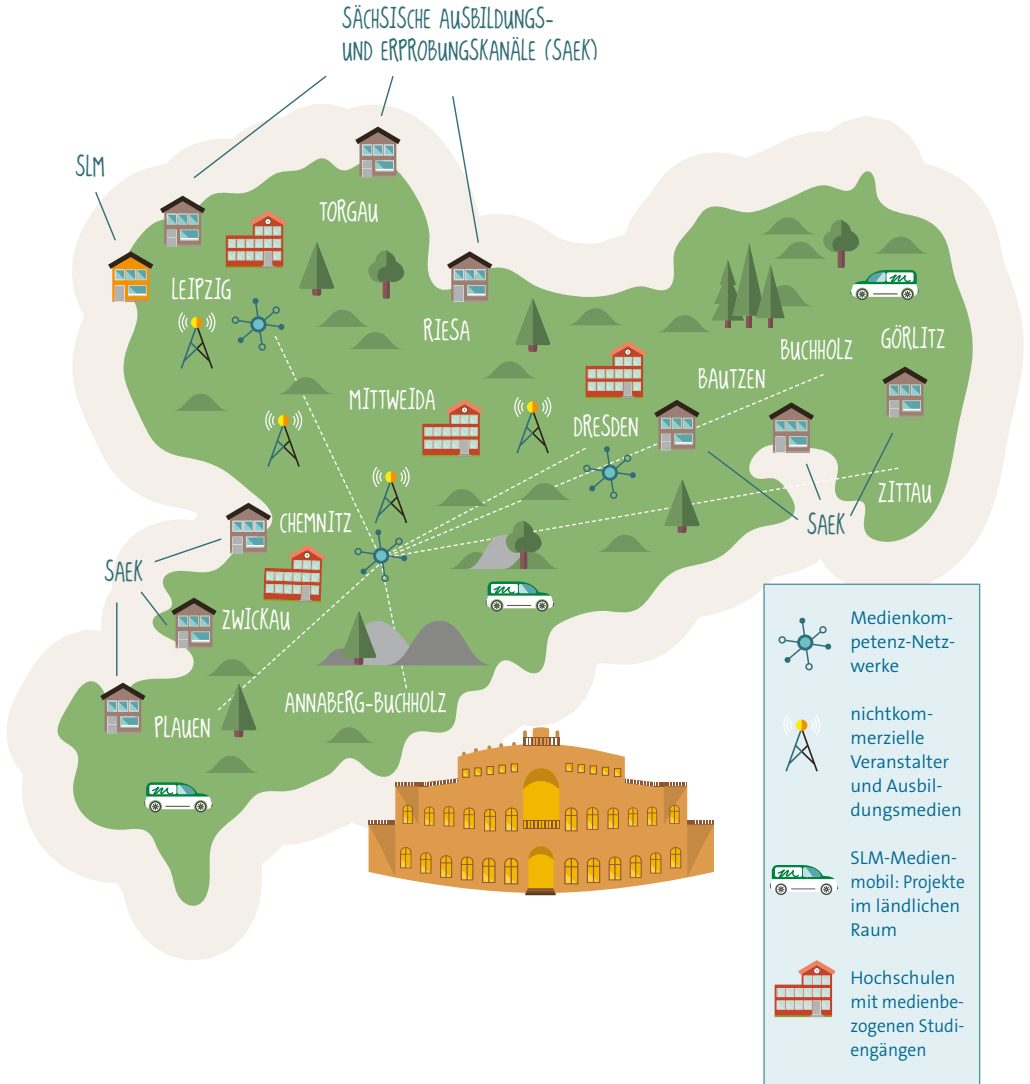 SÄCHSISCHE AUSBILDUNGS-
UND ERPROBUNGSKANÄLE (SAEK)
SLM
TORGAU
LEIPZIG
RIESA
BUCHHOLZ
GÖRLITZ
BAUTZEN
MITTWEIDA
DRESDEN
ZITTAU
CHEMNITZ
SAEK
SAEK
ZWICKAU
ANNABERG-BUCHHOLZ
PLAUEN
Medienkom-
petenz-Netz-
werke
nichtkom-
merzielle
Veranstalter
und Ausbil-
dungsmedien
SLM-Medien-
mobil: Projekte
im ländlichen
Raum
Hochschulen
mit medienbe-
zogenen Studi-
engängen